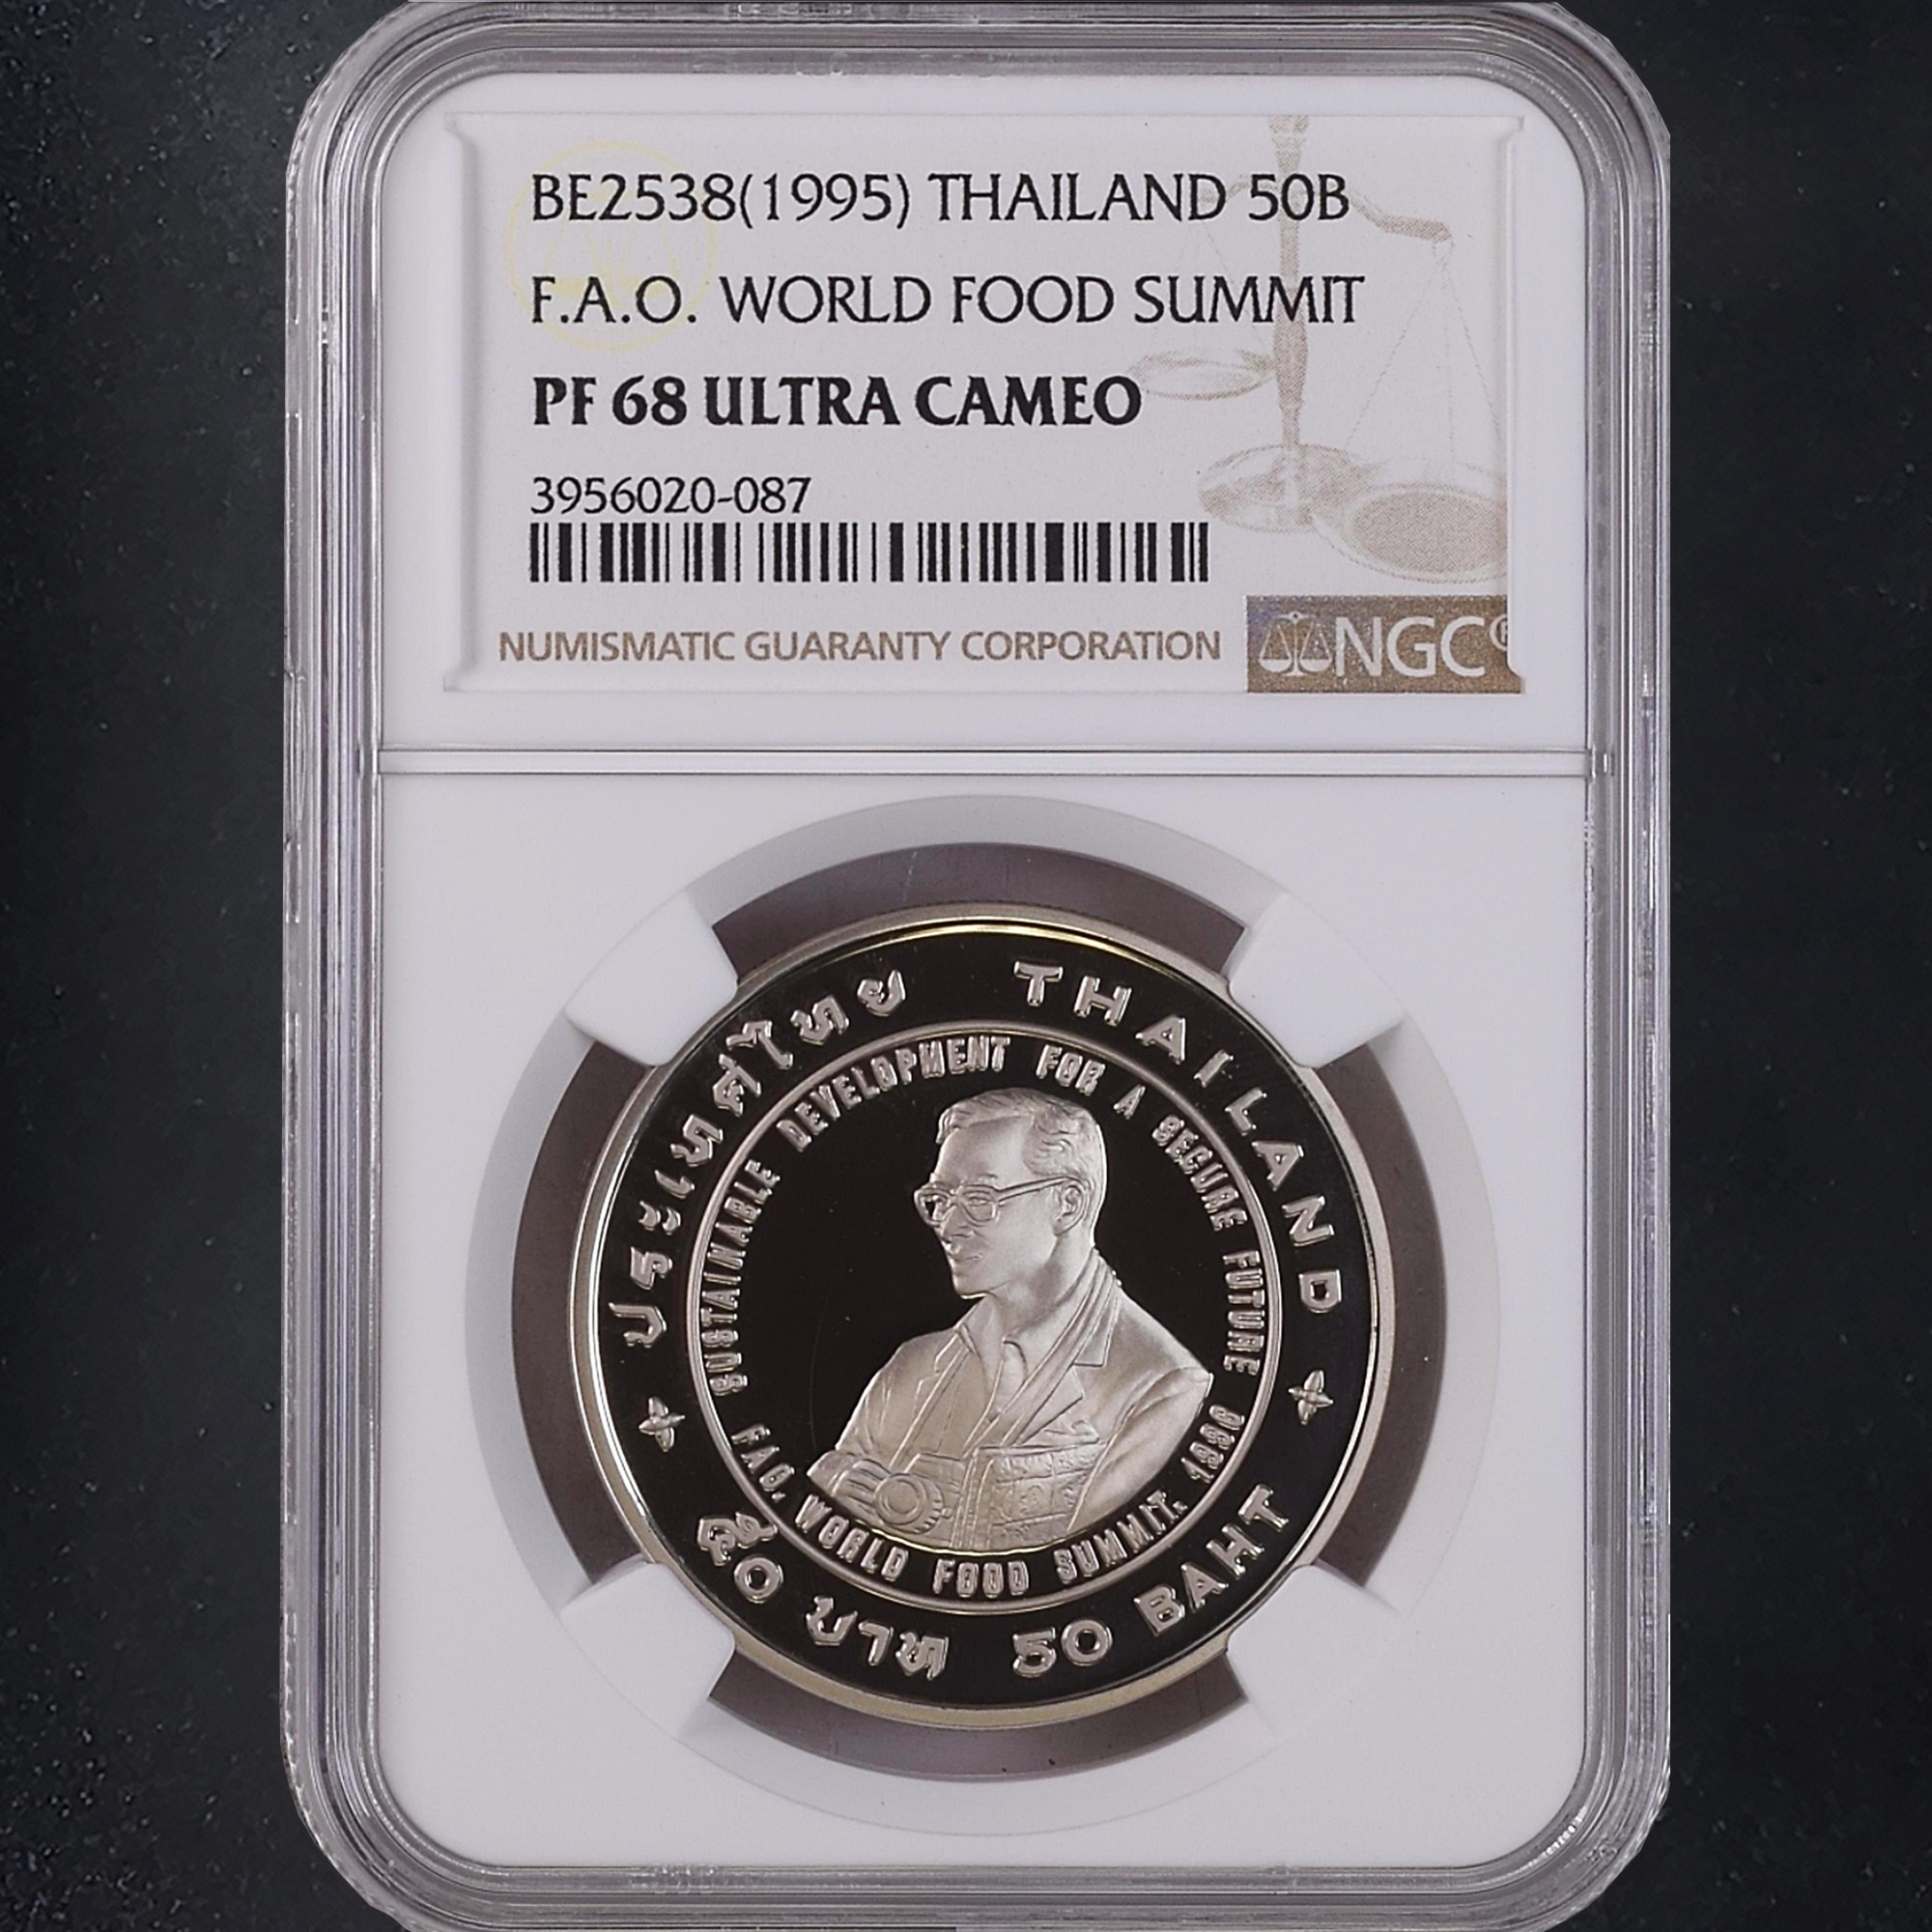 BE2538(1995) THAILAND 50B
F.A.O. WORLD FOOD SUMMIT
PF 68 ULTRA CAMEO
3956020-087
NUMISMATIC GUARANTY CORPORATION
NGC®
ประเทศไทย THAILAND
SUSTAINABLE DEVELOPMENT FOR A SECURE FUTURE
FAO. WORLD FOOD SUMMIT. 1996
๕๐ บาท 50 BAHT